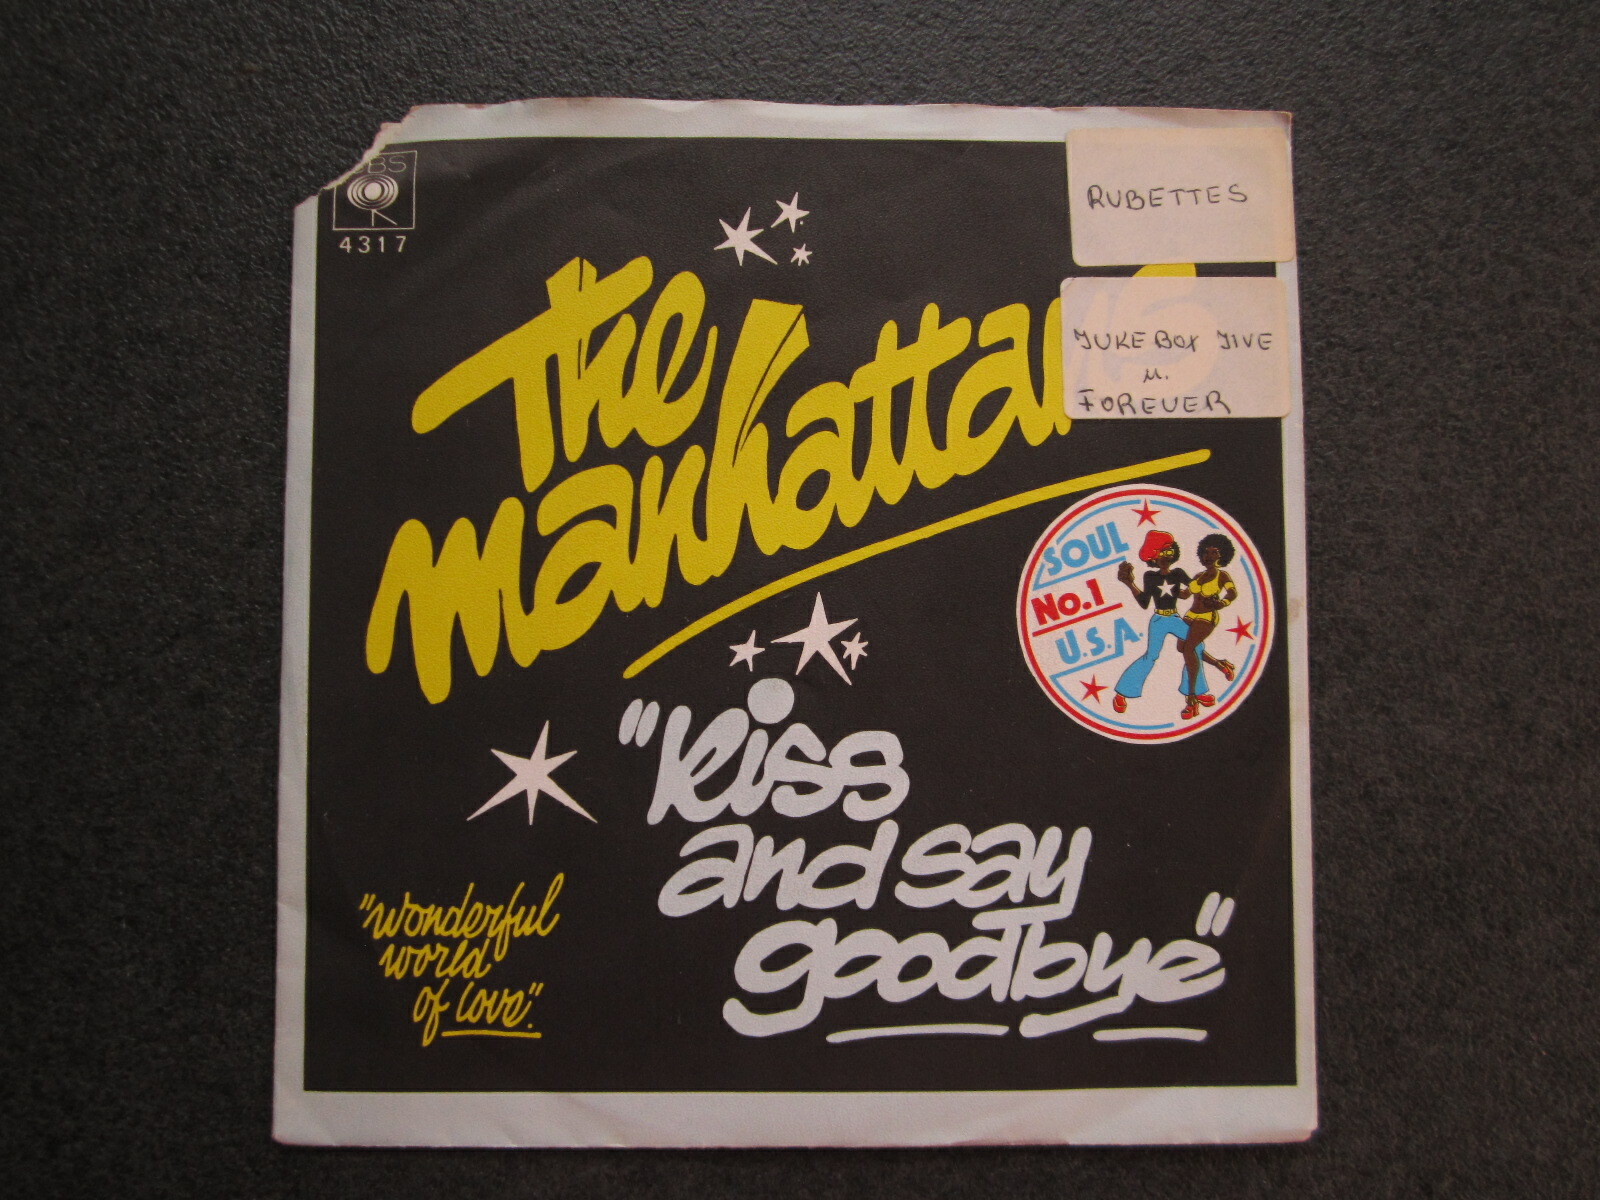 CBS
4317
RUBETTES
JUKE BOX JIVE
u.
FOREVER
The
Manhattans
SOUL
No.1
U.S.A.
"Kiss
and say
goodbye"
"wonderful
world
of love".